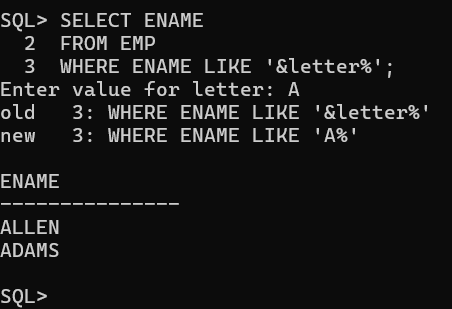 SQL> SELECT ENAME
  2  FROM EMP
  3  WHERE ENAME LIKE '&letter%';
Enter value for letter: A
old   3: WHERE ENAME LIKE '&letter%'
new   3: WHERE ENAME LIKE 'A%'

ENAME
---------------
ALLEN
ADAMS

SQL>